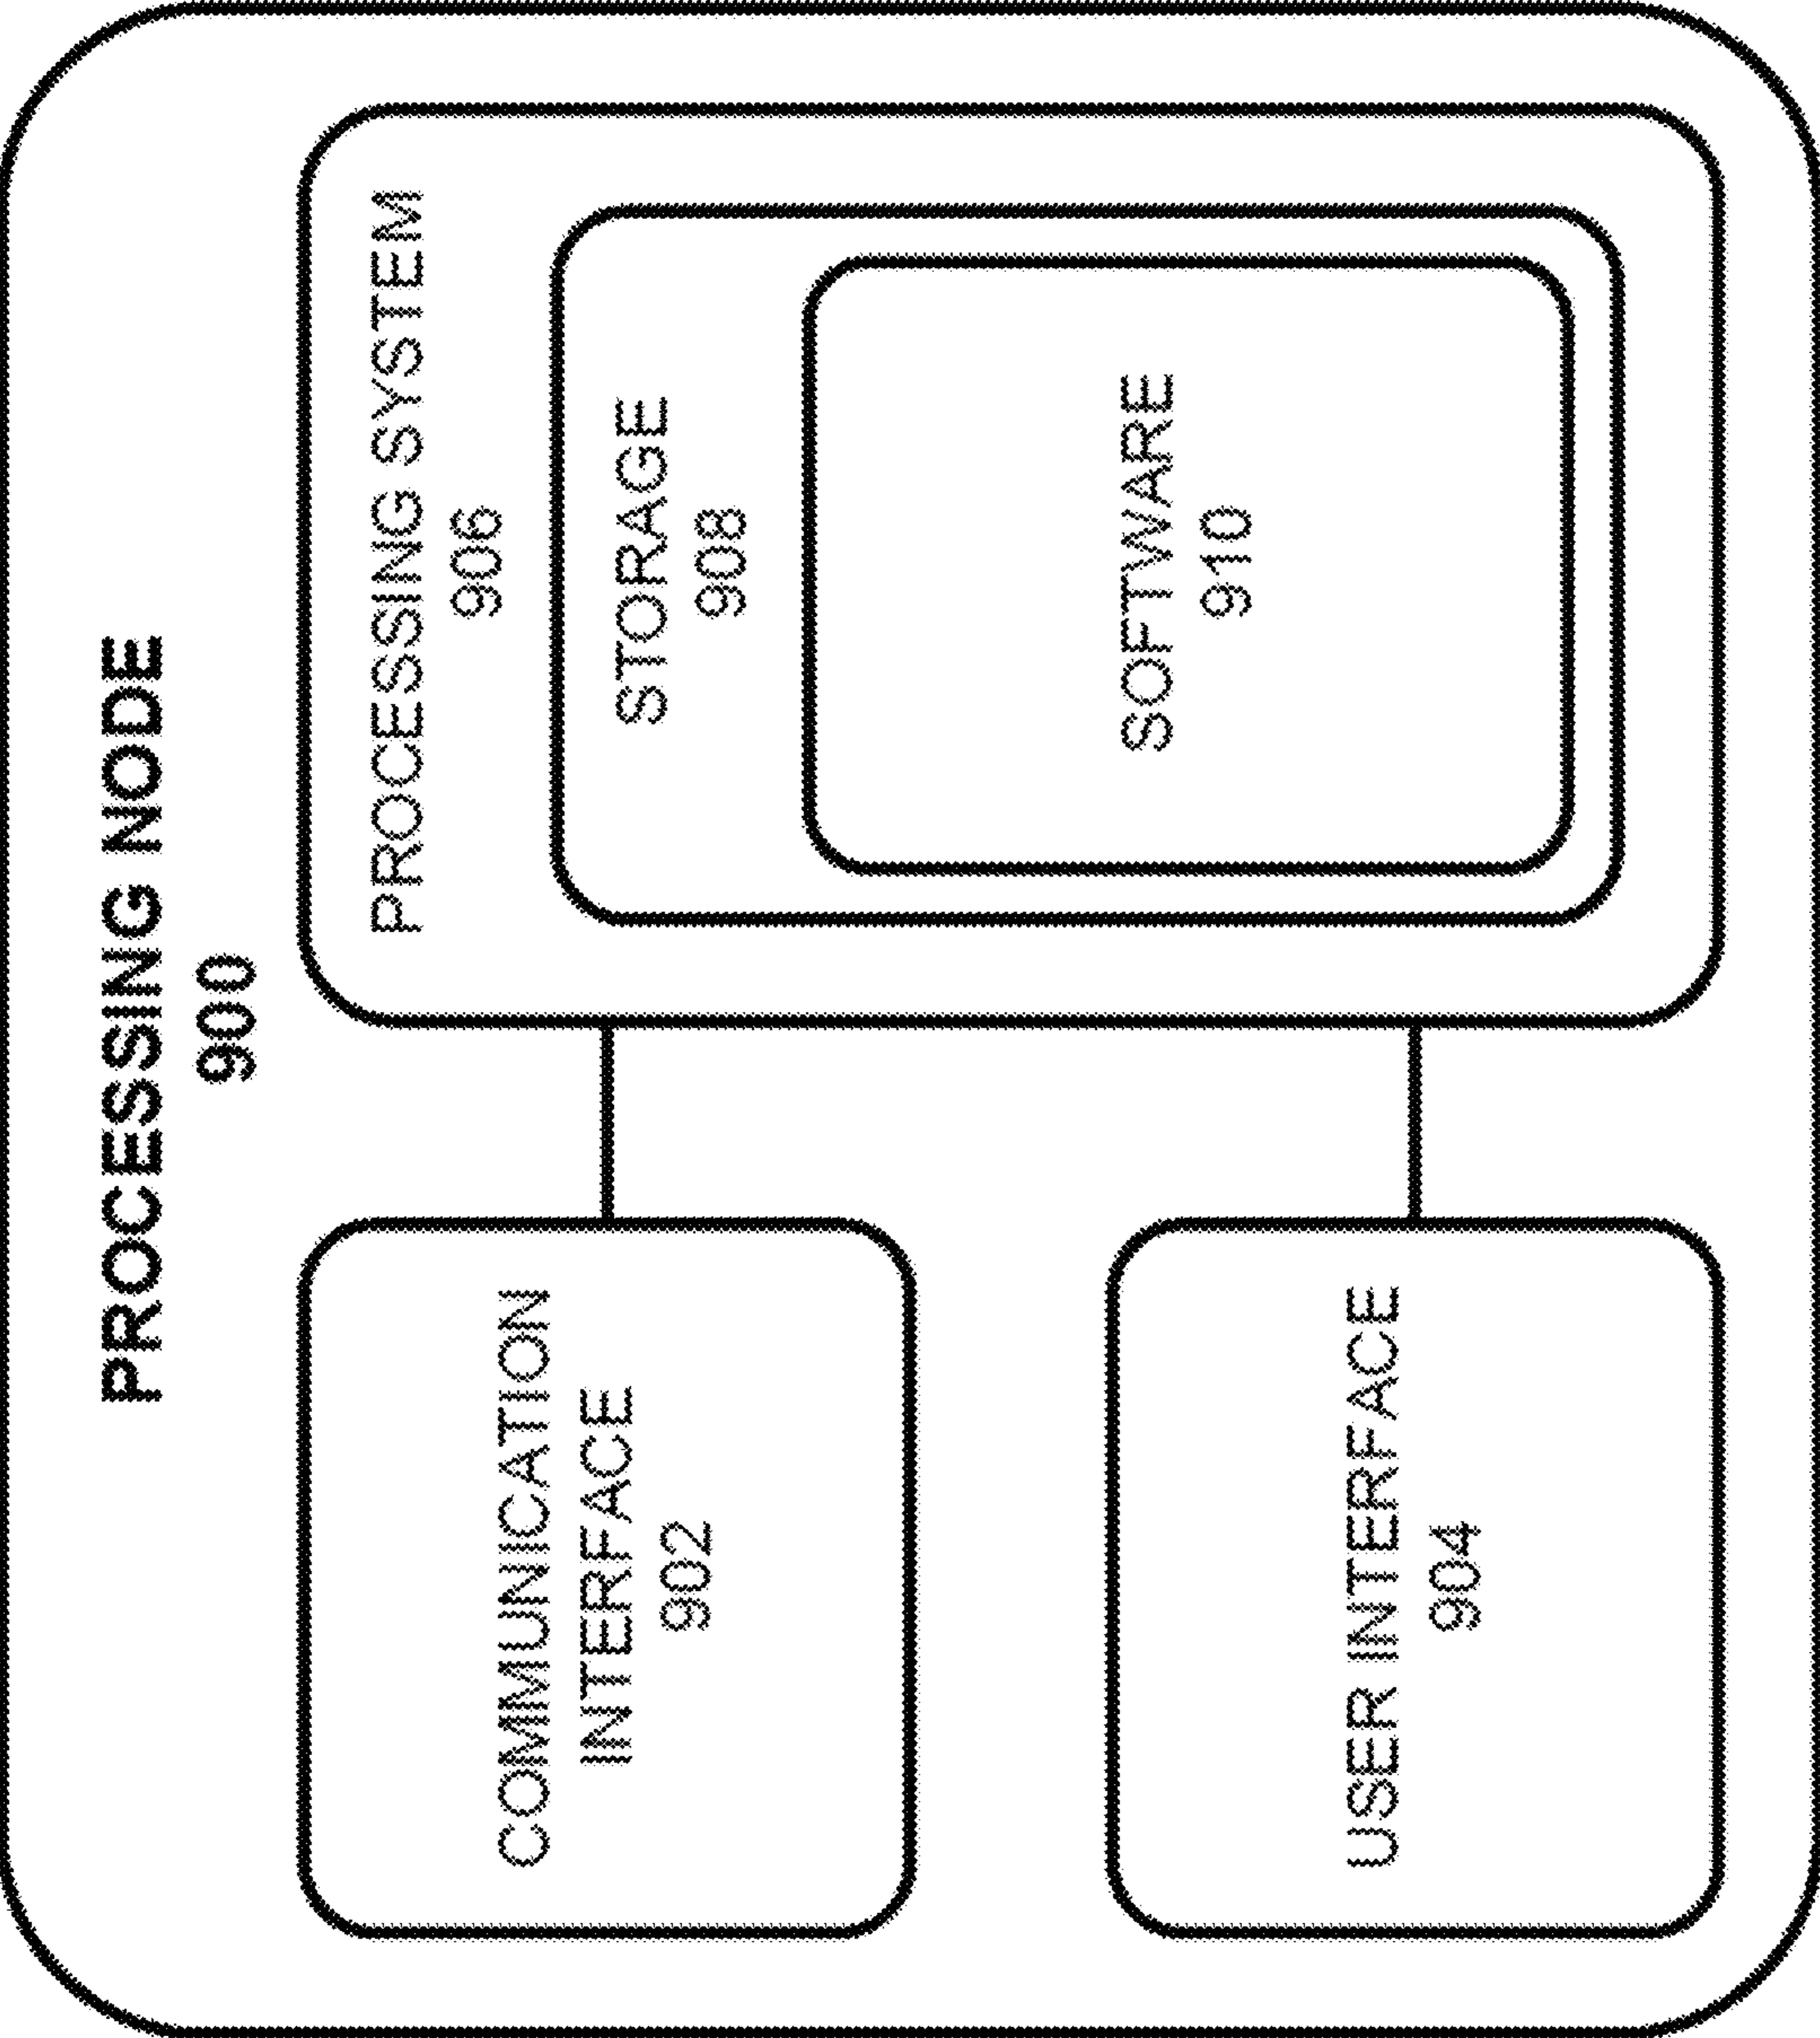 PROCESSING NODE
900
COMMUNICATION
INTERFACE
902
USER INTERFACE
904
PROCESSING SYSTEM
906
STORAGE
908
SOFTWARE
910